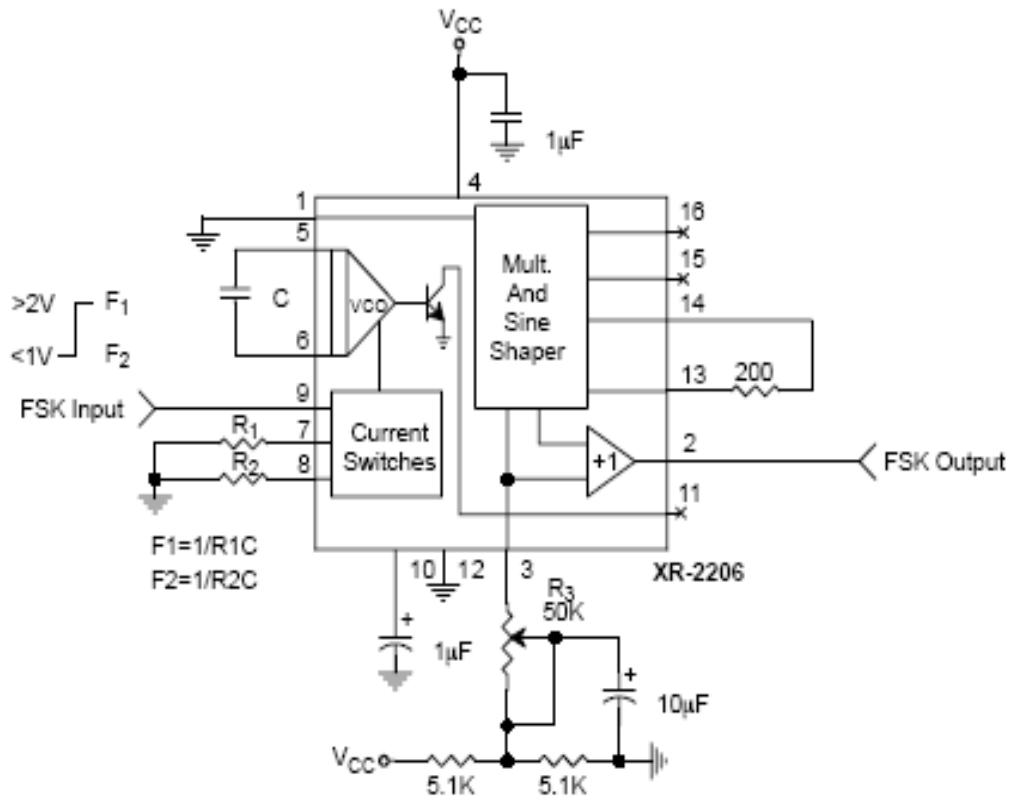 VCC
1µF
4
1
5
6
9
7
8
C
VCO
>2V
F1
<1V
F2
FSK Input
R1
R2
Current
Switches
Mult.
And
Sine
Shaper
16
15
14
13
200
+1
2
FSK Output
11
F1=1/R1C
F2=1/R2C
10
12
3
XR-2206
R3
50K
+
1µF
+
10µF
VCC
5.1K
5.1K